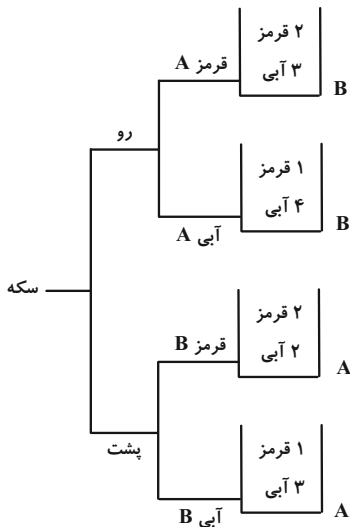 ۲ قرمز
۳ آبی
B
قرمز A
رو
۱ قرمز
۴ آبی
B
آبی A
سکه
۲ قرمز
۲ آبی
A
قرمز B
پشت
۱ قرمز
۳ آبی
A
آبی B